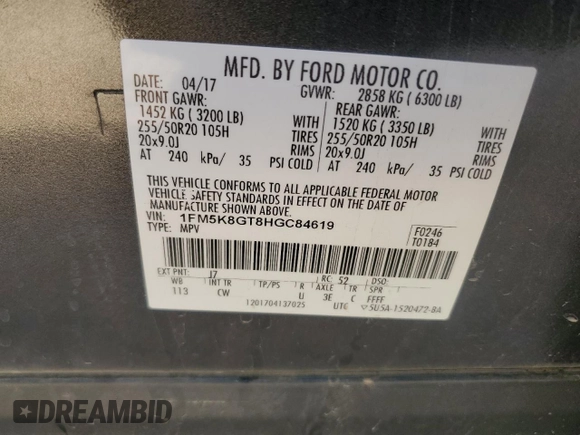 MFD. BY FORD MOTOR CO.
DATE: 04/17 GVWR: 2858 KG ( 6300 LB)
FRONT GAWR: REAR GAWR:
1452 KG ( 3200 LB) WITH 1520 KG ( 3350 LB) WITH
255/50R20 105H TIRES 255/50R20 105H TIRES
20x9.0J RIMS 20x9.0J RIMS
AT 240 kPa/ 35 PSI COLD AT 240 kPa/ 35 PSI COLD
THIS VEHICLE CONFORMS TO ALL APPLICABLE FEDERAL MOTOR
VEHICLE SAFETY STANDARDS IN EFFECT ON THE DATE OF
MANUFACTURE SHOWN ABOVE.
VIN: 1FM5K8GT8HGC84619
TYPE: MPV
F0246
T0184
EXT PNT: J7 RC: 52 DSO:
WB INT TR TP/PS R AXLE TR SPR
113 CW U 3E C FFFF
1201704137025 UTC ▽5U5A-1520472-BA
DREAMBID